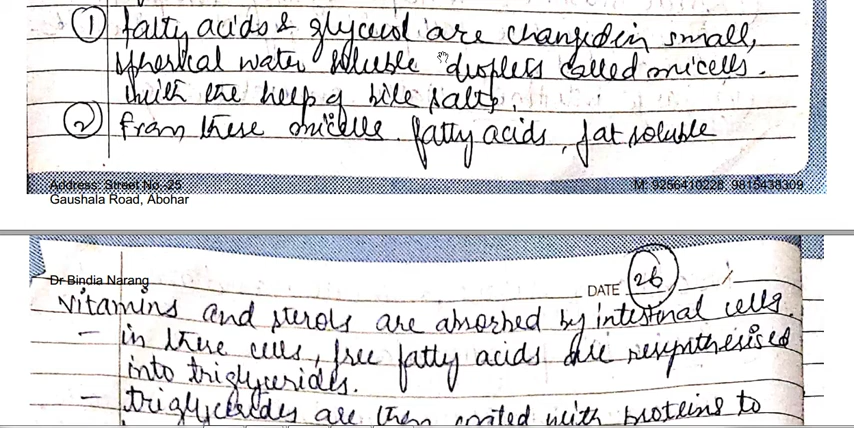 ① fatty acids & glycerol are changed in small,
spherical water soluble droplets called micells.
with the help of bile salts.
② from these micelles fatty acids, fat soluble
Address: Street No.-25
M: 9256410228, 9815438309
Gaushala Road, Abohar
Dr Bindia Narang
DATE 26
vitamins and sterols are absorbed by intestinal cells.
- in these cells, free fatty acids are resynthesised
into triglycerides.
- triglycerides are then coated with proteins to